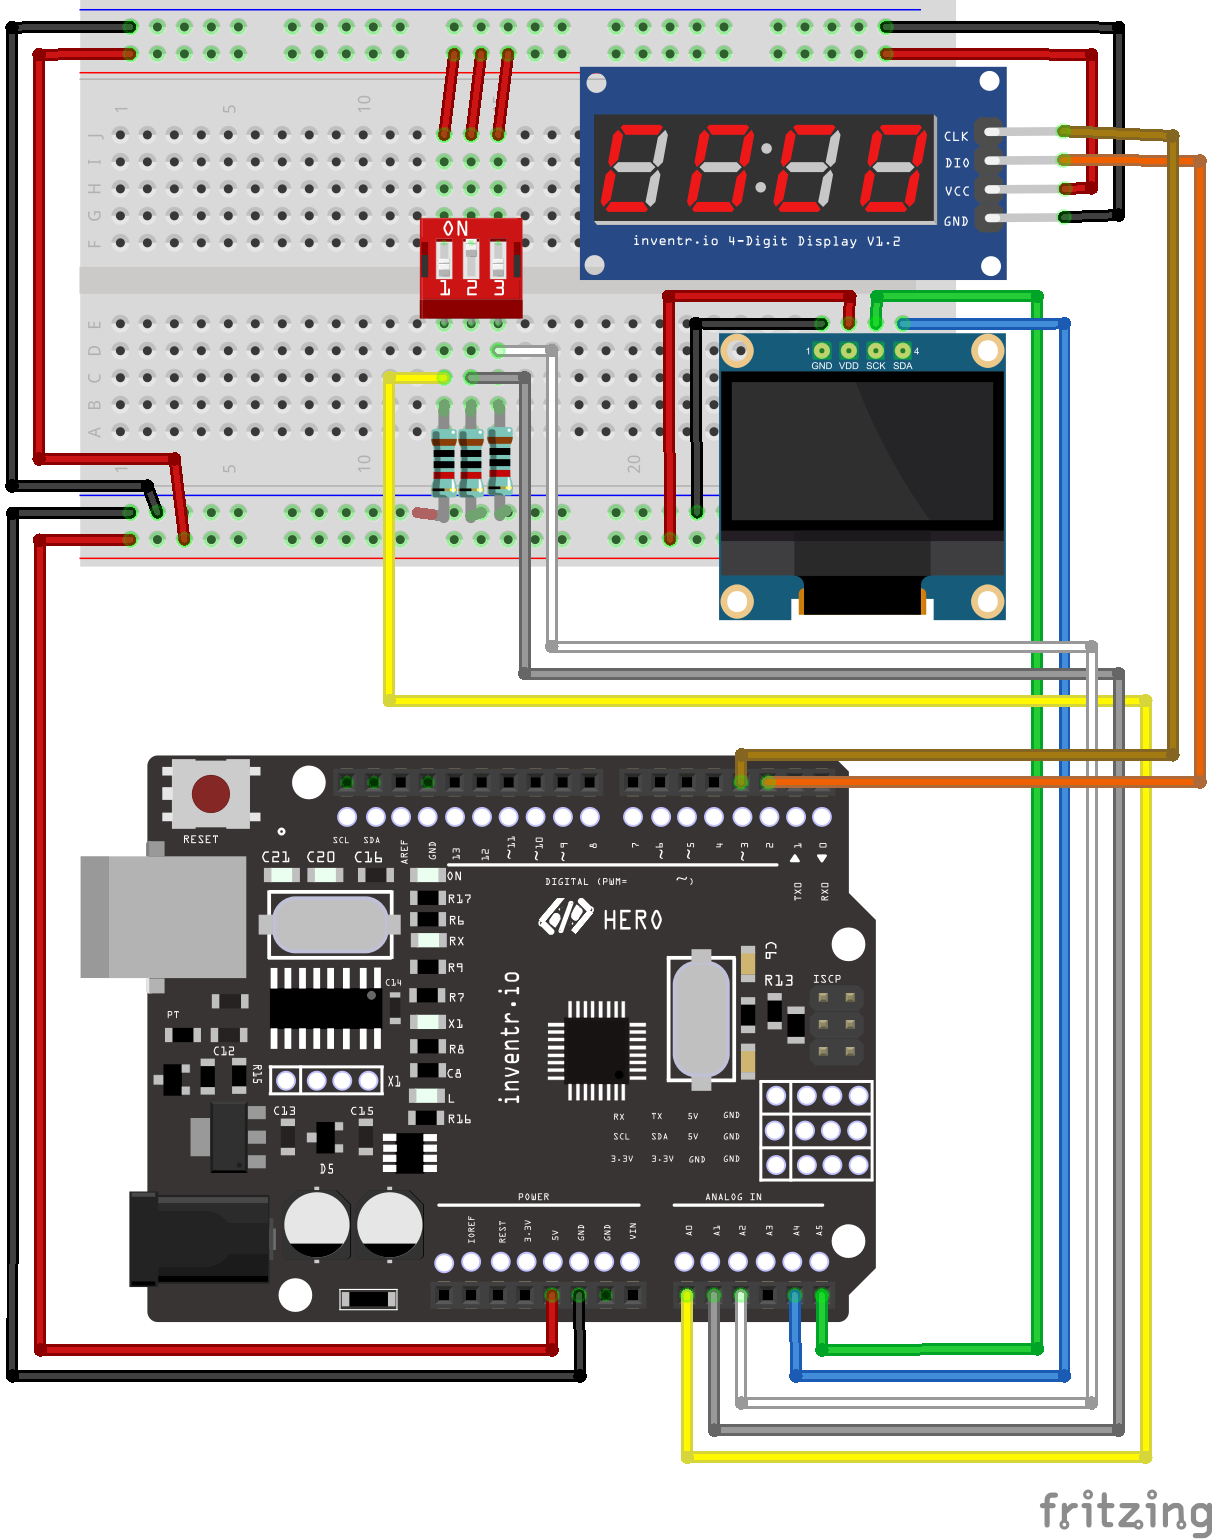 1 5 10
J
I
H
G
F
CLK
DIO
VCC
GND
inventr.io 4-Digit Display V1.2
ON
1 2 3
E
D
C
B
A
1 4
GND VDD SCK SDA
1 5 10 20
RESET
SCL SDA AREF GND 13 12 ~11 ~10 ~9 8 7 ~6 ~5 4 ~3 2 1 0
TX0 RX0
C21 C20 C16
ON
DIGITAL (PWM= ~)
R17
R6
RX
HERO
R9
C14
R7
X1
R8
C8
L
R16
inventr.io
C9
R13
ISCP
PT
C12
R15
X1
C13 C15
D5
RX TX 5V GND
SCL SDA 5V GND
3.3V 3.3V GND GND
POWER
ANALOG IN
IOREF REST 3.3V 5V GND GND VIN
A0 A1 A2 A3 A4 A5
fritzing